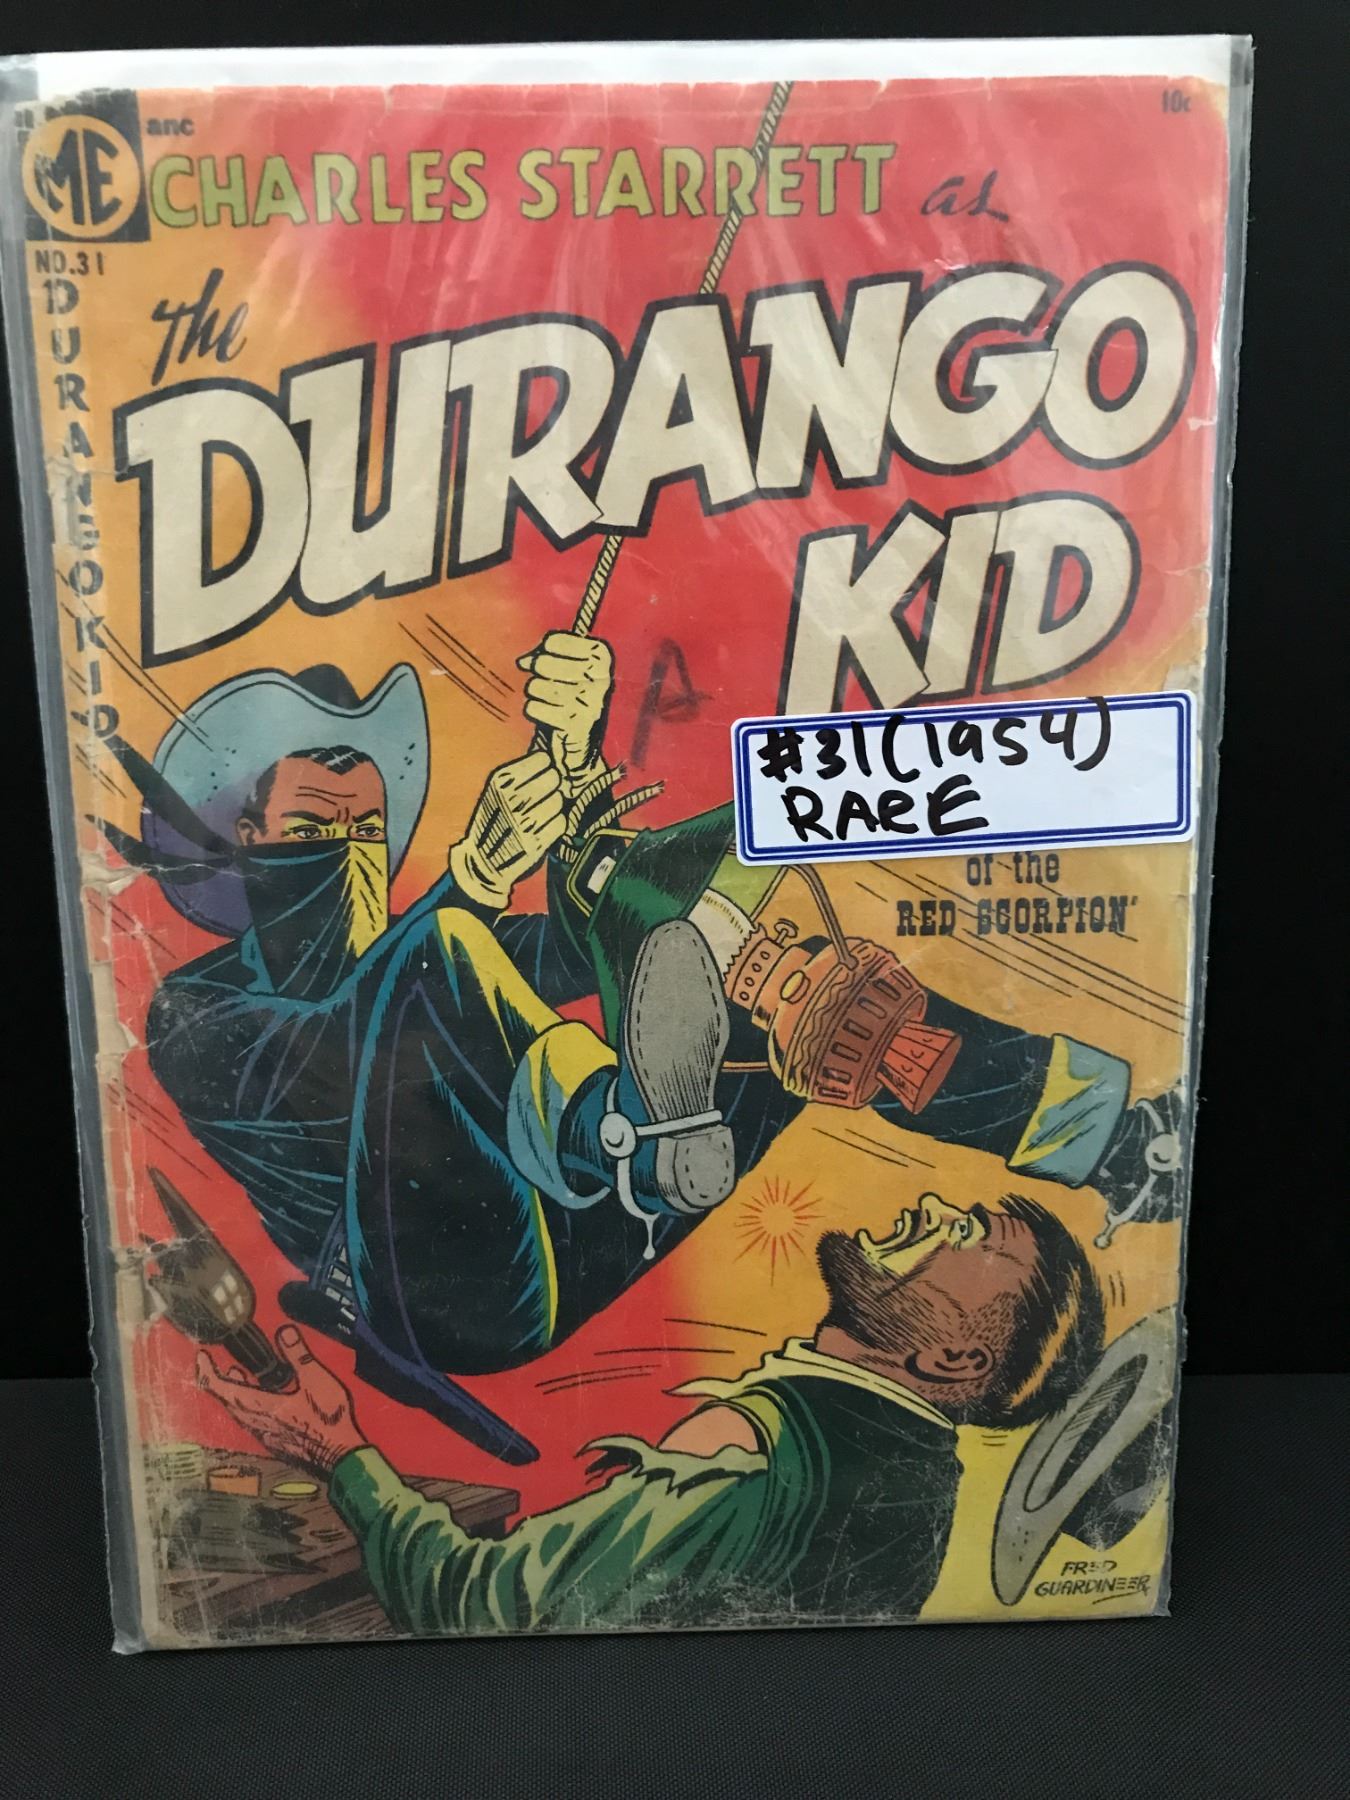 ME
anc
10c
CHARLES STARRETT as
NO.31
DURANGO KID
The
DURANGO
KID
A
#31(1954)
RARE
of the
RED SCORPION"
FRED
GUARDINEER